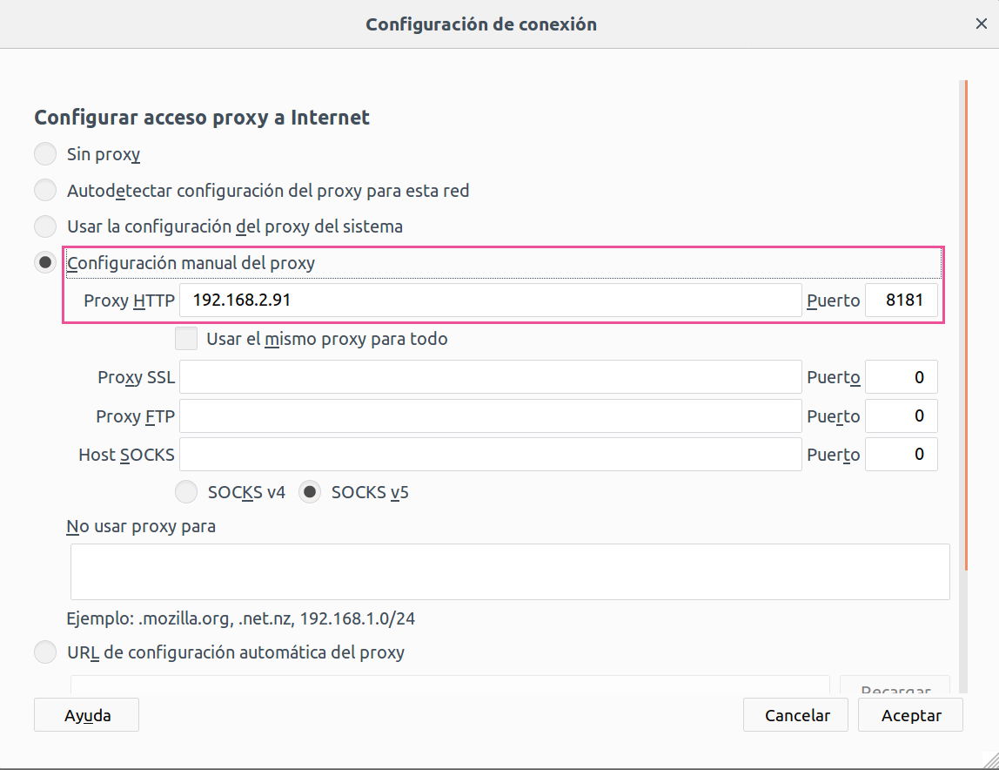 Configuración de conexión
Configurar acceso proxy a Internet
Sin proxy
Autodetectar configuración del proxy para esta red
Usar la configuración del proxy del sistema
Configuración manual del proxy
Proxy HTTP 192.168.2.91 Puerto 8181
Usar el mismo proxy para todo
Proxy SSL Puerto 0
Proxy FTP Puerto 0
Host SOCKS Puerto 0
SOCKS v4 SOCKS v5
No usar proxy para
Ejemplo: .mozilla.org, .net.nz, 192.168.1.0/24
URL de configuración automática del proxy
Recargar
Ayuda Cancelar Aceptar